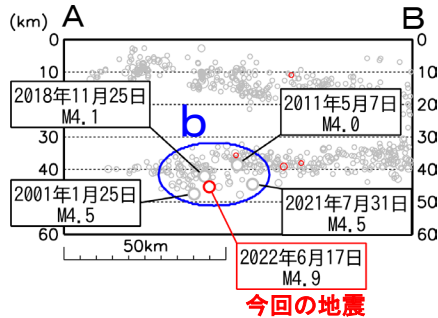 (km) A B
0 0
10 10
2018年11月25日
M4.1
20 20
b
2011年5月7日
M4.0
30 30
40 40
2001年1月25日
M4.5
50 50
2021年7月31日
M4.5
60 60
50km
2022年6月17日
M4.9
今回の地震